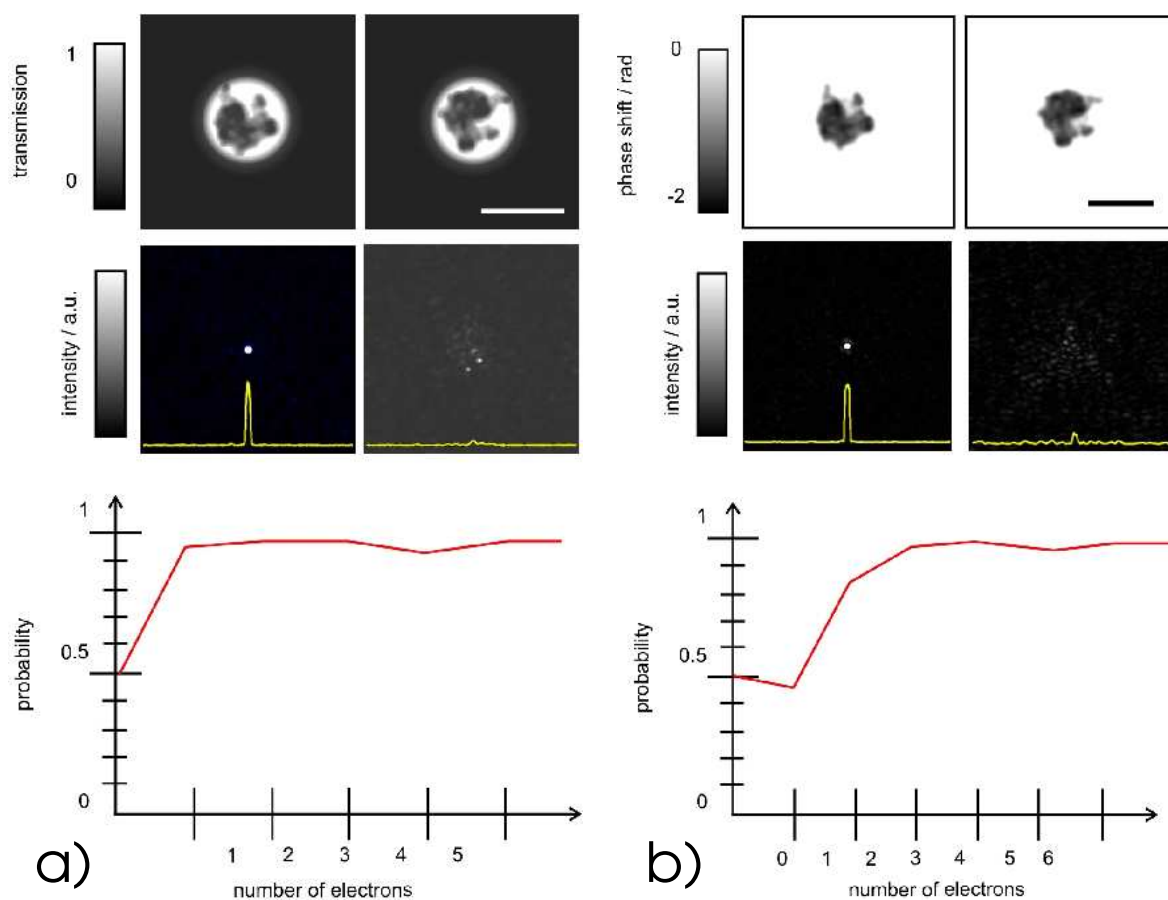 1
transmission
0
0
phase shift / rad
-2
intensity / a.u.
intensity / a.u.
1
0.5
probability
0
1 2 3 4 5
a)
number of electrons
1
0.5
probability
0
0 1 2 3 4 5 6
b)
number of electrons